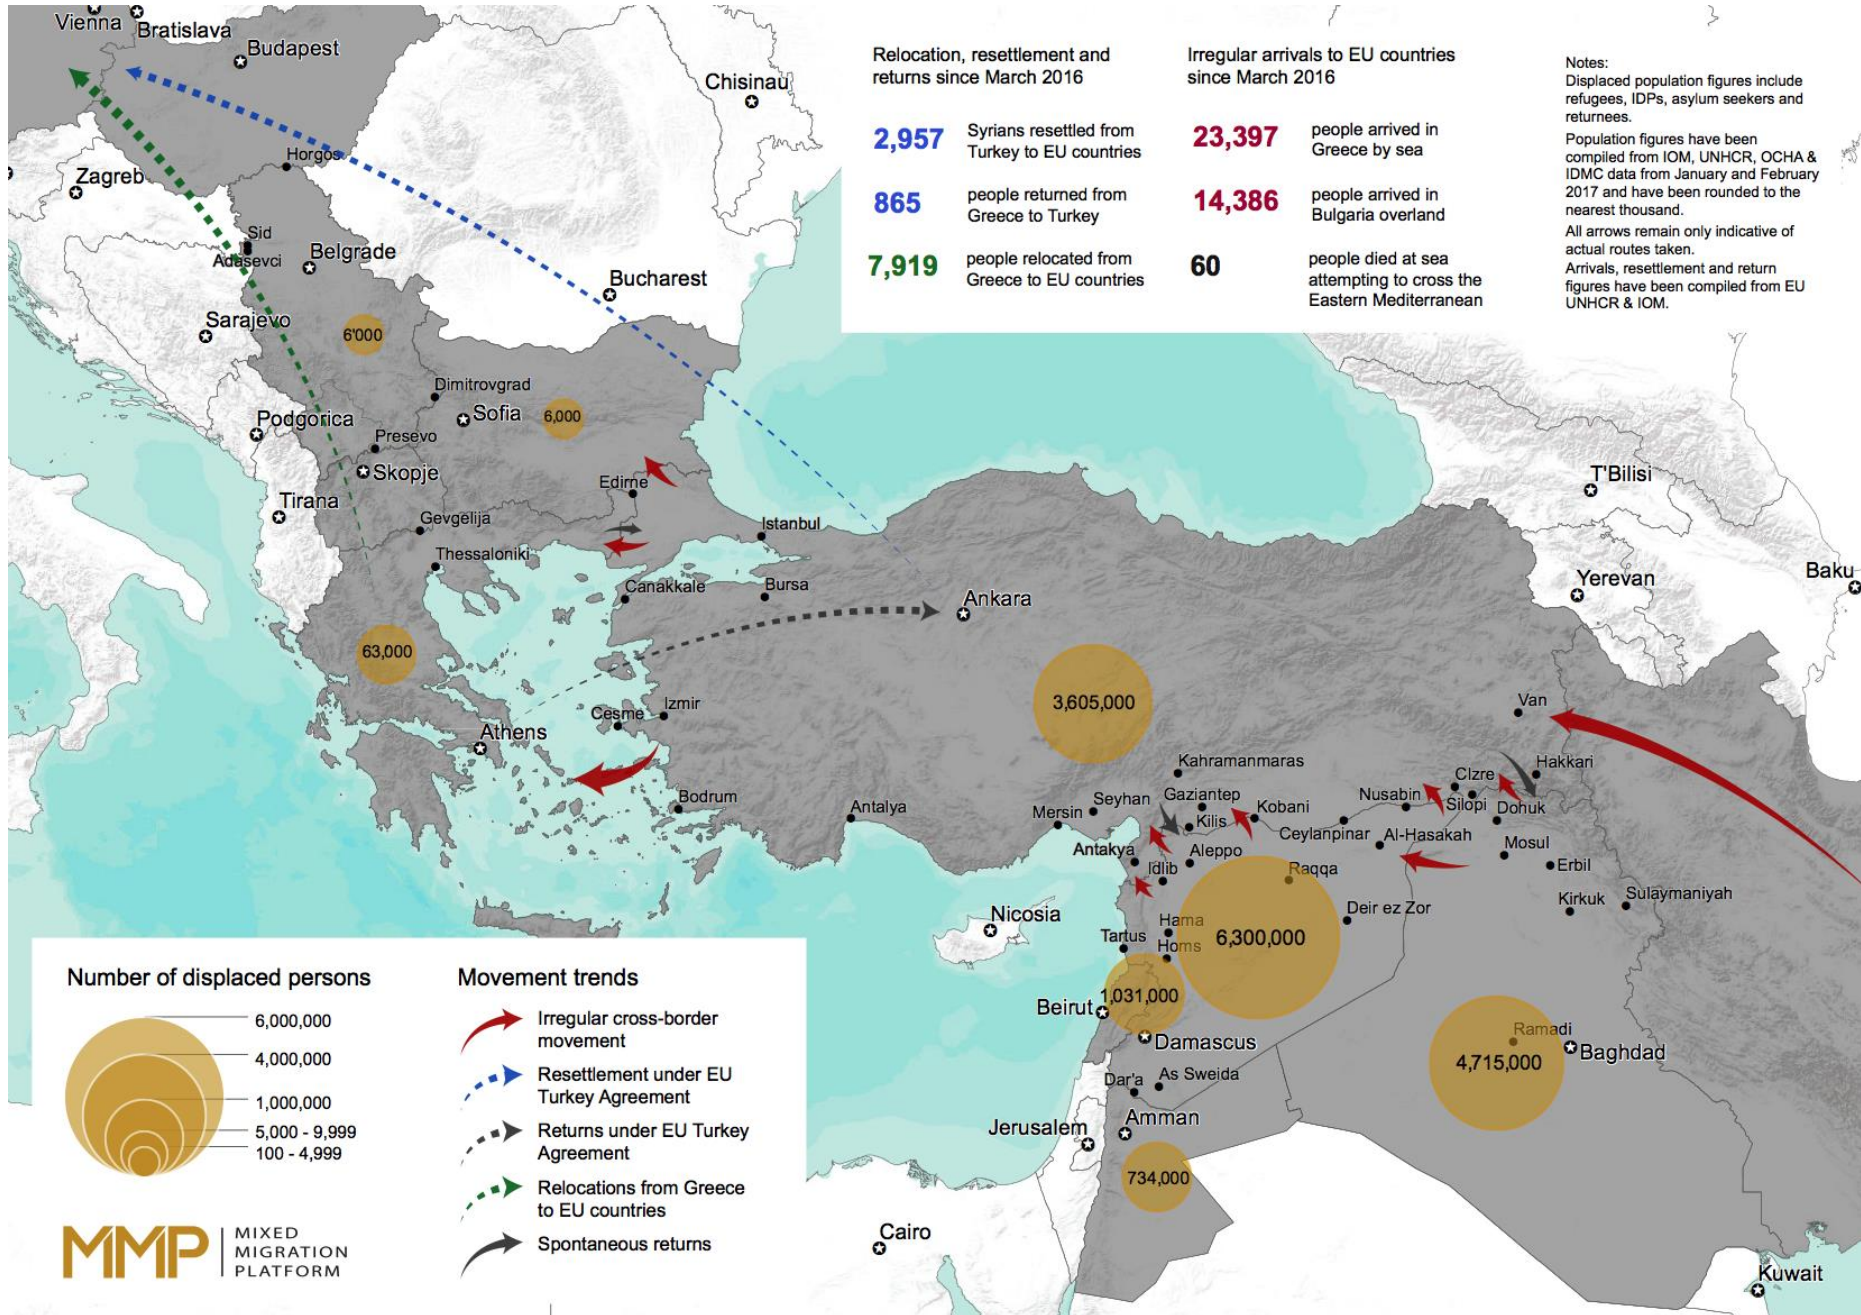 Vienna
Bratislava
Budapest
Chisinau
Horgos
Zagreb
Sid
Adasevci
Belgrade
Bucharest
Sarajevo
6'000
Dimitrovgrad
Sofia
6,000
Podgorica
Presevo
Skopje
Tirana
Edirne
Gevgelija
Istanbul
Thessaloniki
Canakkale
Bursa
Ankara
63,000
3,605,000
Cesme
Izmir
Athens
Bodrum
Antalya
T'Bilisi
Yerevan
Baku
Van
Kahramanmaras
Hakkari
Clzre
Gaziantep
Nusabin
Silopi
Dohuk
Mersin
Seyhan
Kobani
Kilis
Ceylanpinar
Al-Hasakah
Mosul
Antakya
Aleppo
Erbil
Idlib
Raqqa
Kirkuk
Sulaymaniyah
Nicosia
Deir ez Zor
Hama
Tartus
Homs
6,300,000
Beirut
1,031,000
Damascus
Ramadi
Baghdad
4,715,000
Dar'a
As Sweida
Amman
Jerusalem
734,000
Cairo
Kuwait
Relocation, resettlement and
returns since March 2016
2,957
Syrians resettled from
Turkey to EU countries
865
people returned from
Greece to Turkey
7,919
people relocated from
Greece to EU countries
Irregular arrivals to EU countries
since March 2016
23,397
people arrived in
Greece by sea
14,386
people arrived in
Bulgaria overland
60
people died at sea
attempting to cross the
Eastern Mediterranean
Notes:
Displaced population figures include
refugees, IDPs, asylum seekers and
returnees.
Population figures have been
compiled from IOM, UNHCR, OCHA &
IDMC data from January and February
2017 and have been rounded to the
nearest thousand.
All arrows remain only indicative of
actual routes taken.
Arrivals, resettlement and return
figures have been compiled from EU
UNHCR & IOM.
Number of displaced persons
6,000,000
4,000,000
1,000,000
5,000 - 9,999
100 - 4,999
Movement trends
Irregular cross-border
movement
Resettlement under EU
Turkey Agreement
Returns under EU Turkey
Agreement
Relocations from Greece
to EU countries
Spontaneous returns
MMP
MIXED
MIGRATION
PLATFORM